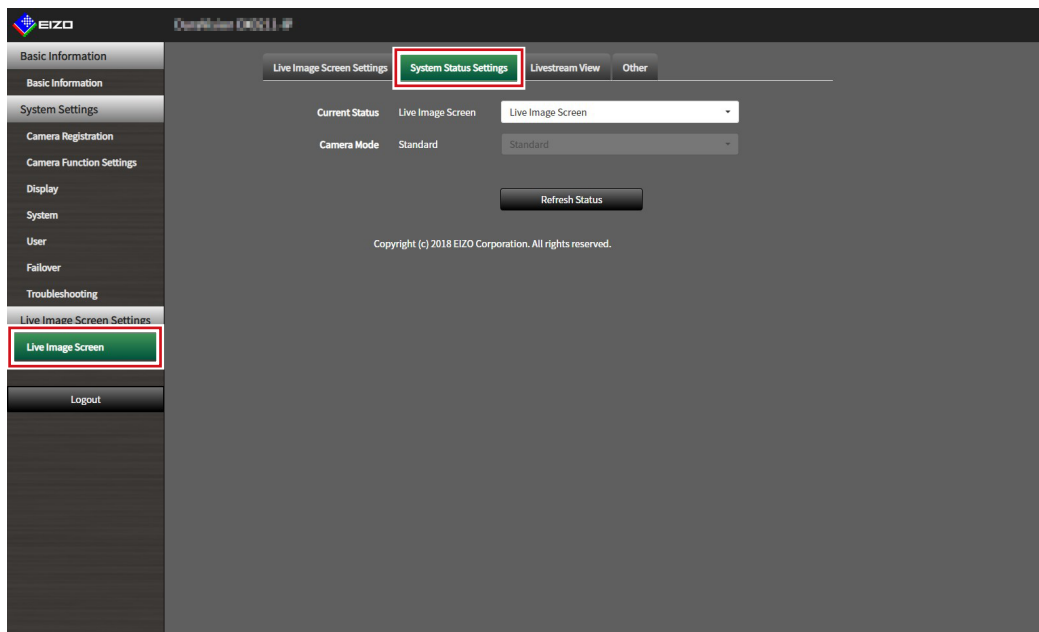 EIZO
Basic Information
Basic Information
System Settings
Camera Registration
Camera Function Settings
Display
System
User
Failover
Troubleshooting
Live Image Screen Settings
Live Image Screen
Logout
Live Image Screen Settings System Status Settings Livestream View Other
Current Status Live Image Screen Live Image Screen
Camera Mode Standard Standard
Refresh Status
Copyright (c) 2018 EIZO Corporation. All rights reserved.